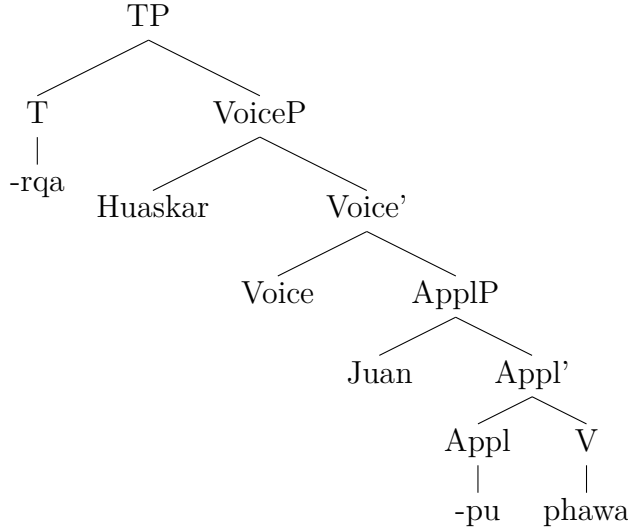 TP
T VoiceP
-rqa
Huaskar Voice'
Voice ApplP
Juan Appl'
Appl V
-pu phawa